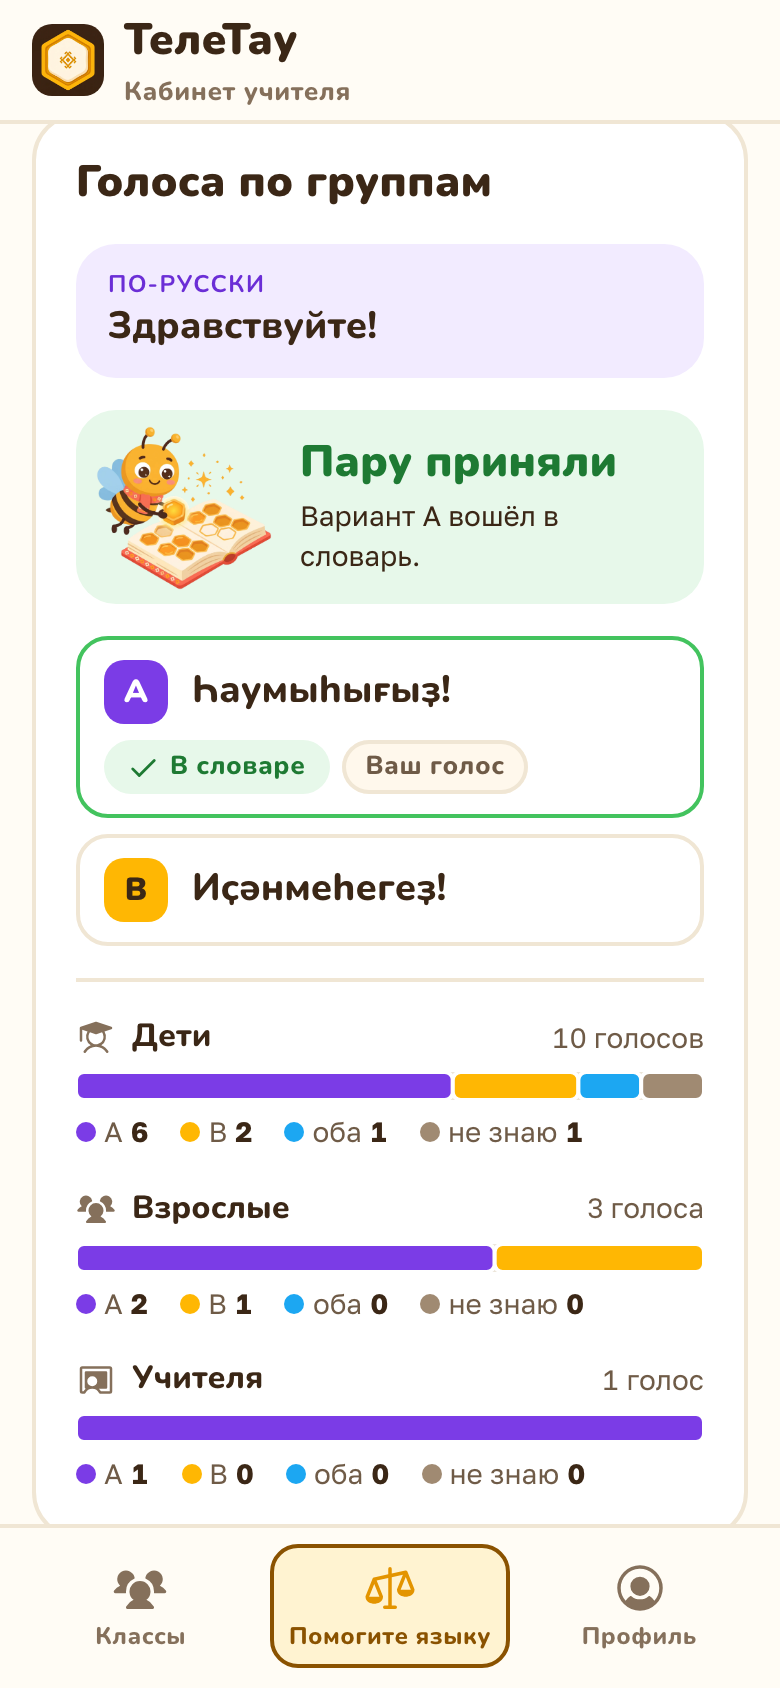 ТелеТау
Кабинет учителя
Голоса по группам
ПО-РУССКИ
Здравствуйте!
Пару приняли
Вариант А вошёл в
словарь.
A Һаумыһығыҙ!
В словаре Ваш голос
B Иҫәнмеһегеҙ!
Дети 10 голосов
A 6 B 2 оба 1 не знаю 1
Взрослые 3 голоса
A 2 B 1 оба 0 не знаю 0
Учителя 1 голос
A 1 B 0 оба 0 не знаю 0
Классы Помогите языку Профиль